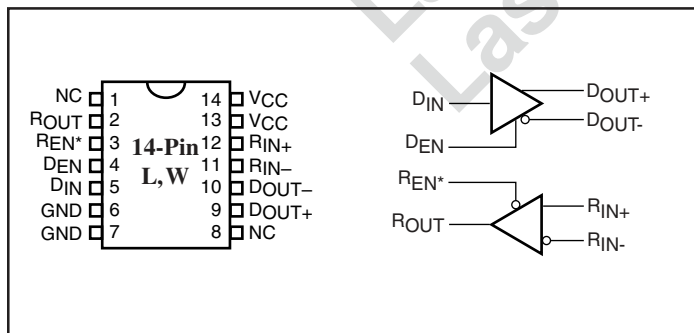 Las
NC 1 14 VCC
ROUT 2 13 VCC
REN* 3 12 RIN+
DEN 4 11 RIN–
DIN 5 10 DOUT–
GND 6 9 DOUT+
GND 7 8 NC
14-Pin
L,W
DIN
DOUT+
DOUT-
DEN
REN*
ROUT
RIN+
RIN-